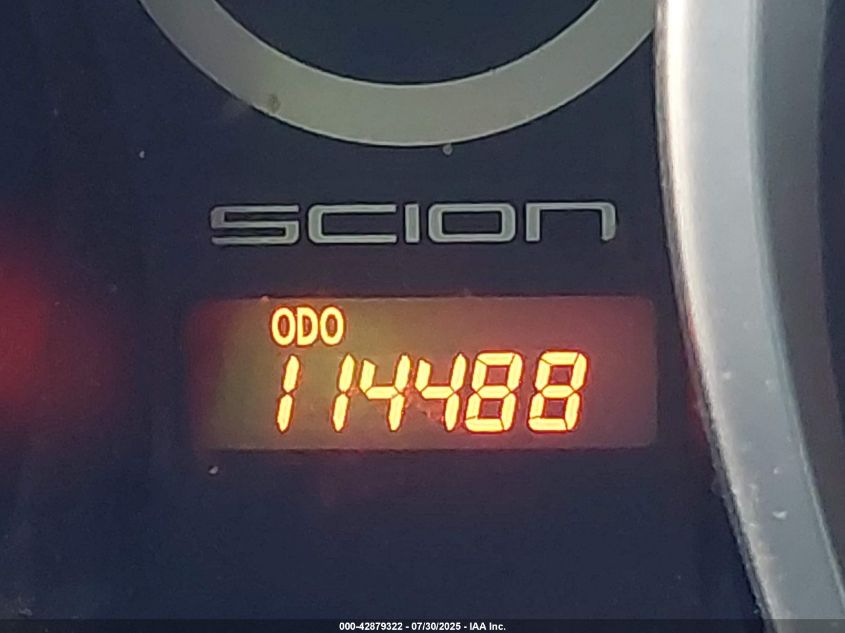 SCION
ODO
114488
000-42879322 - 07/30/2025 - IAA Inc.